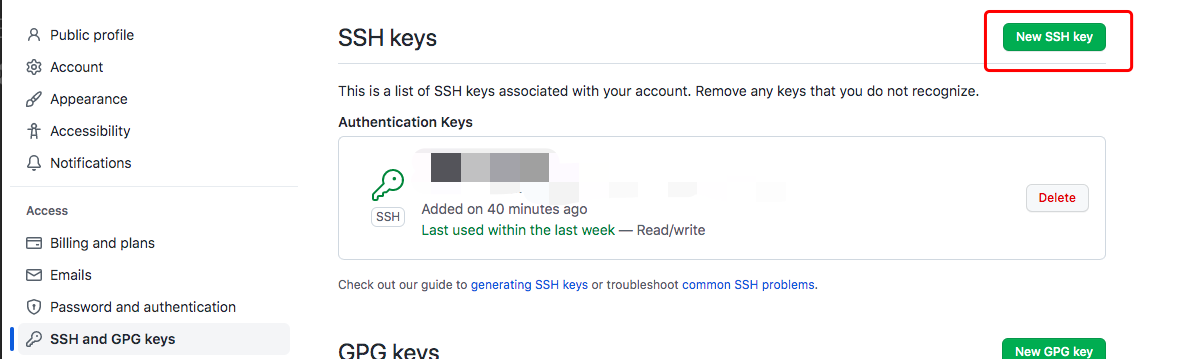 Public profile
Account
Appearance
Accessibility
Notifications
Access
Billing and plans
Emails
Password and authentication
SSH and GPG keys
SSH keys
New SSH key
This is a list of SSH keys associated with your account. Remove any keys that you do not recognize.
Authentication Keys
SSH
Added on 40 minutes ago
Last used within the last week — Read/write
Delete
Check out our guide to generating SSH keys or troubleshoot common SSH problems.
GPG keys
New GPG key